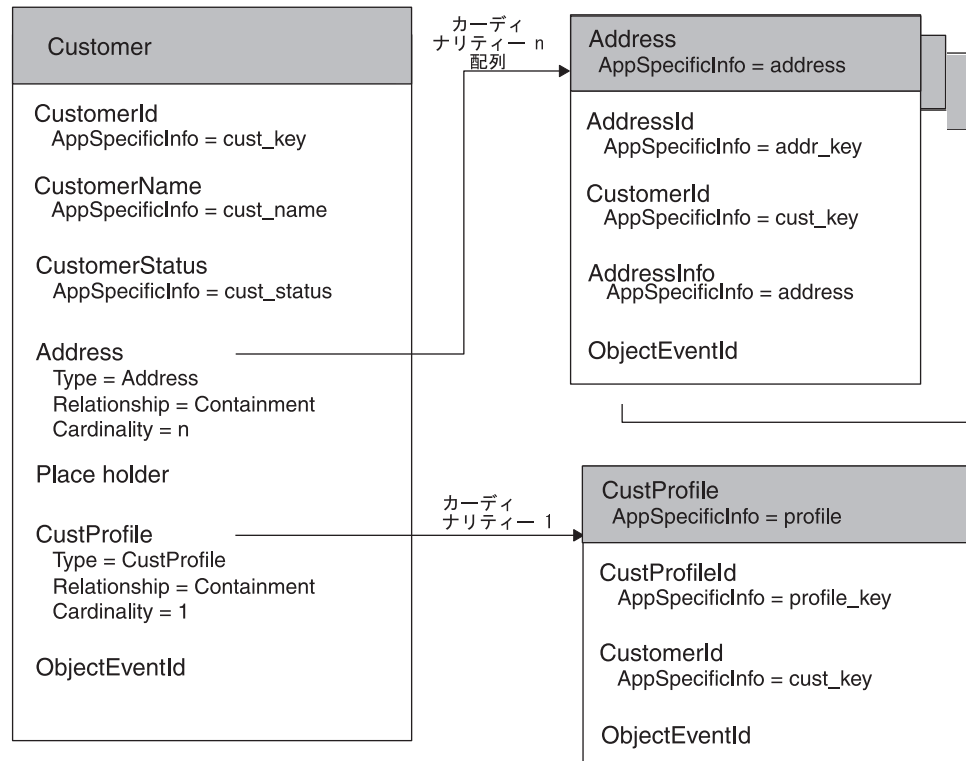 Customer
CustomerId
AppSpecificInfo = cust_key
CustomerName
AppSpecificInfo = cust_name
CustomerStatus
AppSpecificInfo = cust_status
Address
Type = Address
Relationship = Containment
Cardinality = n
Place holder
CustProfile
Type = CustProfile
Relationship = Containment
Cardinality = 1
ObjectEventId
カーディ
ナリティー n
配列
Address
AppSpecificInfo = address
AddressId
AppSpecificInfo = addr_key
CustomerId
AppSpecificInfo = cust_key
AddressInfo
AppSpecificInfo = address
ObjectEventId
カーディ
ナリティー 1
CustProfile
AppSpecificInfo = profile
CustProfileId
AppSpecificInfo = profile_key
CustomerId
AppSpecificInfo = cust_key
ObjectEventId